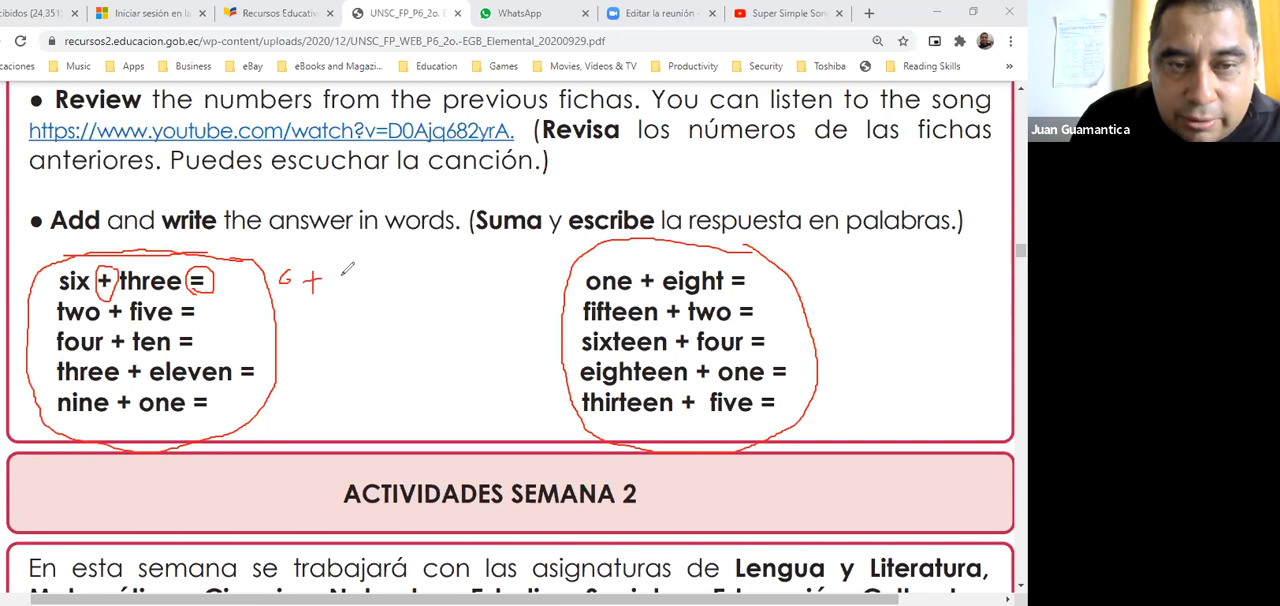 cibidos (24,351) Iniciar sesión en la Recursos Educativ UNSC_FP_P6_2o. E WhatsApp Editar la reunión - YouTube Super Simple Son
recursos2.educacion.gob.ec/wp-content/uploads/2020/12/UNSC_FP_WEB_P6_2o.-EGB_Elemental_20200929.pdf
caciones Music Apps Business eBay eBooks and Magazi... Education Games Movies, Videos & TV Productivity Security Toshiba Reading Skills »
● Review the numbers from the previous fichas. You can listen to the song
https://www.youtube.com/watch?v=D0Ajq682yrA. (Revisa los números de las fichas
anteriores. Puedes escuchar la canción.)
● Add and write the answer in words. (Suma y escribe la respuesta en palabras.)
six + three = 6 +
two + five =
four + ten =
three + eleven =
nine + one =
one + eight =
fifteen + two =
sixteen + four =
eighteen + one =
thirteen + five =
ACTIVIDADES SEMANA 2
En esta semana se trabajará con las asignaturas de Lengua y Literatura,
Juan Guamantica